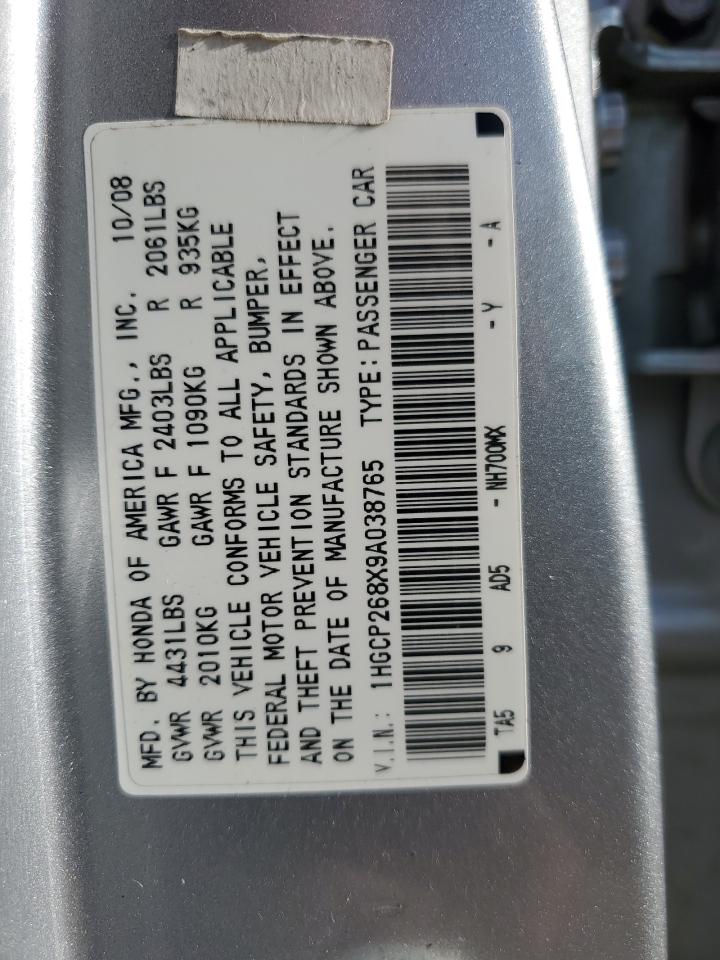 MFD. BY HONDA OF AMERICA MFG., INC. 10/08
GVWR 4431LBS GAWR F 2403LBS R 2061LBS
GVWR 2010KG GAWR F 1090KG R 935KG
THIS VEHICLE CONFORMS TO ALL APPLICABLE
FEDERAL MOTOR VEHICLE SAFETY, BUMPER,
AND THEFT PREVENTION STANDARDS IN EFFECT
ON THE DATE OF MANUFACTURE SHOWN ABOVE.
V.I.N.: 1HGCP268X9A038765 TYPE:PASSENGER CAR
TA5 9 AD5 - NH700MX - Y - A